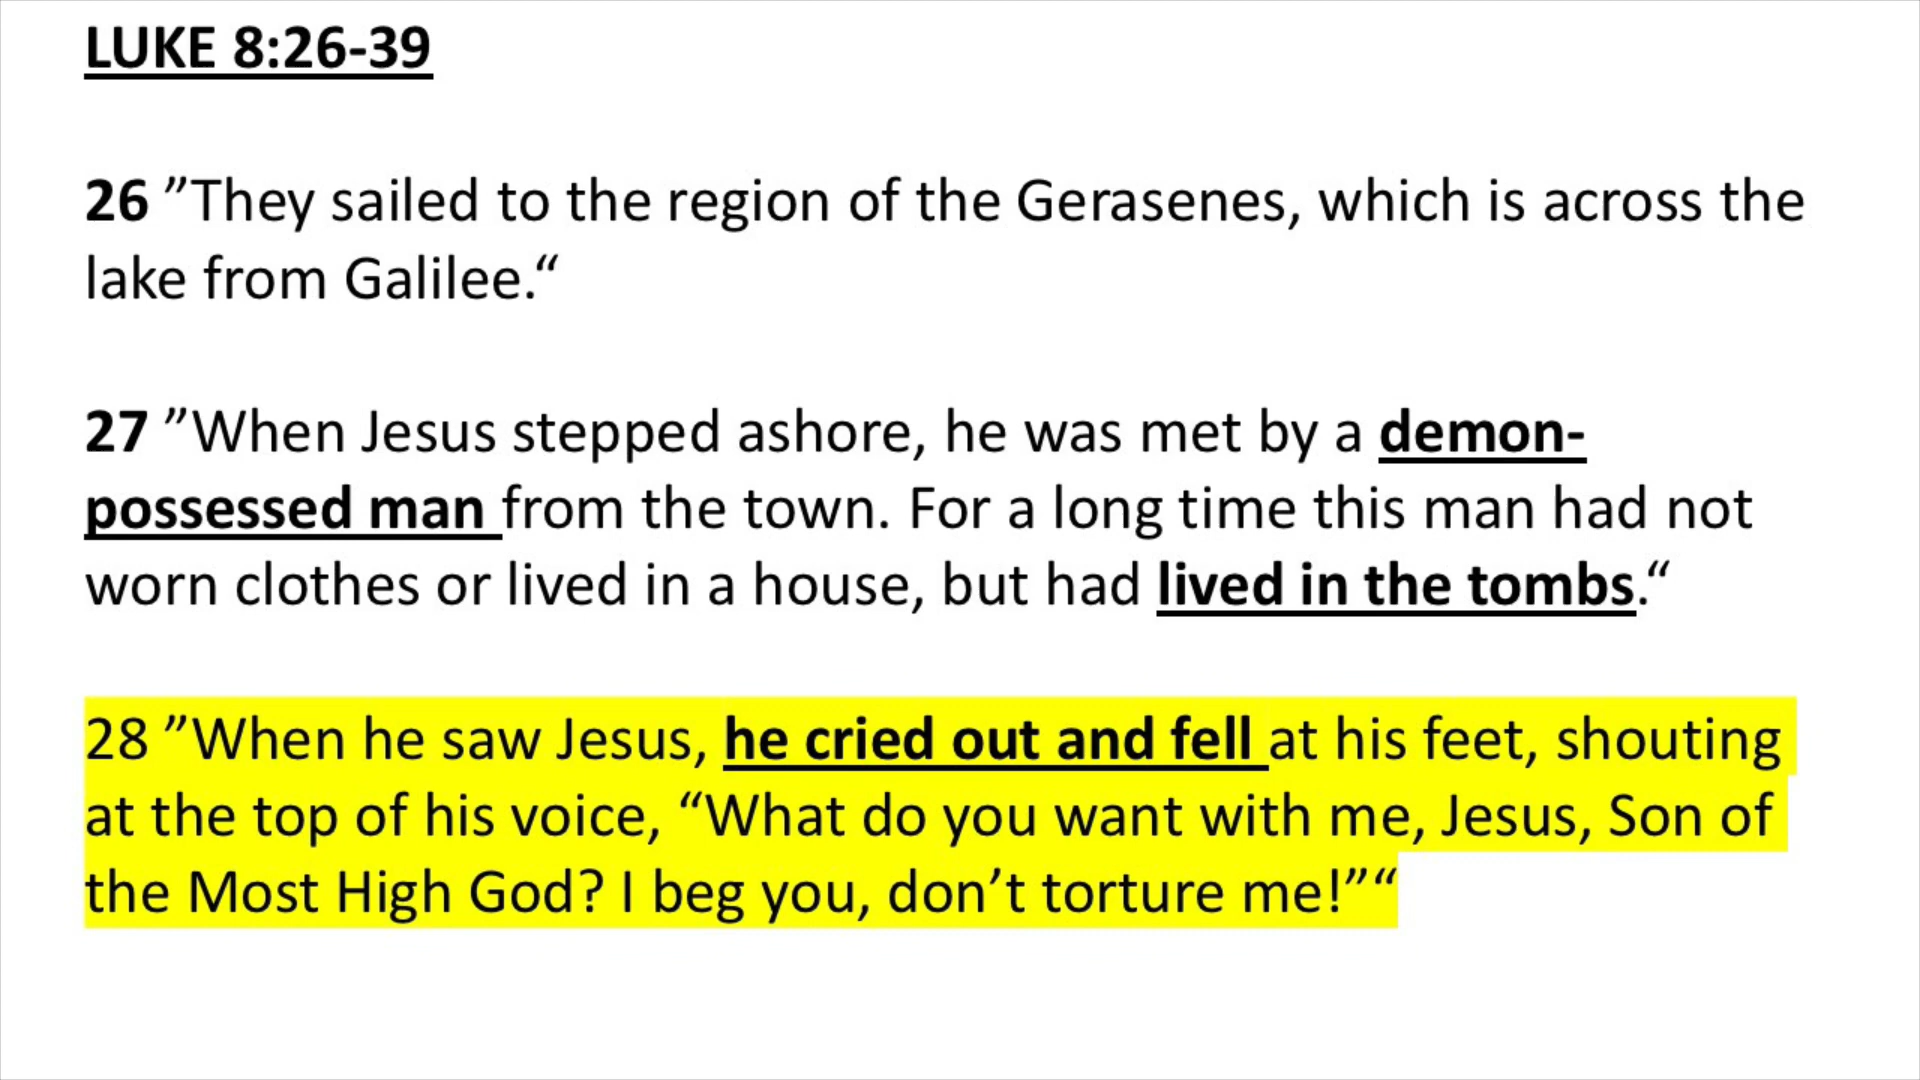 LUKE 8:26-39
26 ”They sailed to the region of the Gerasenes, which is across the
lake from Galilee.“
27 ”When Jesus stepped ashore, he was met by a demon-
possessed man from the town. For a long time this man had not
worn clothes or lived in a house, but had lived in the tombs.“
28 ”When he saw Jesus, he cried out and fell at his feet, shouting
at the top of his voice, “What do you want with me, Jesus, Son of
the Most High God? I beg you, don’t torture me!”“